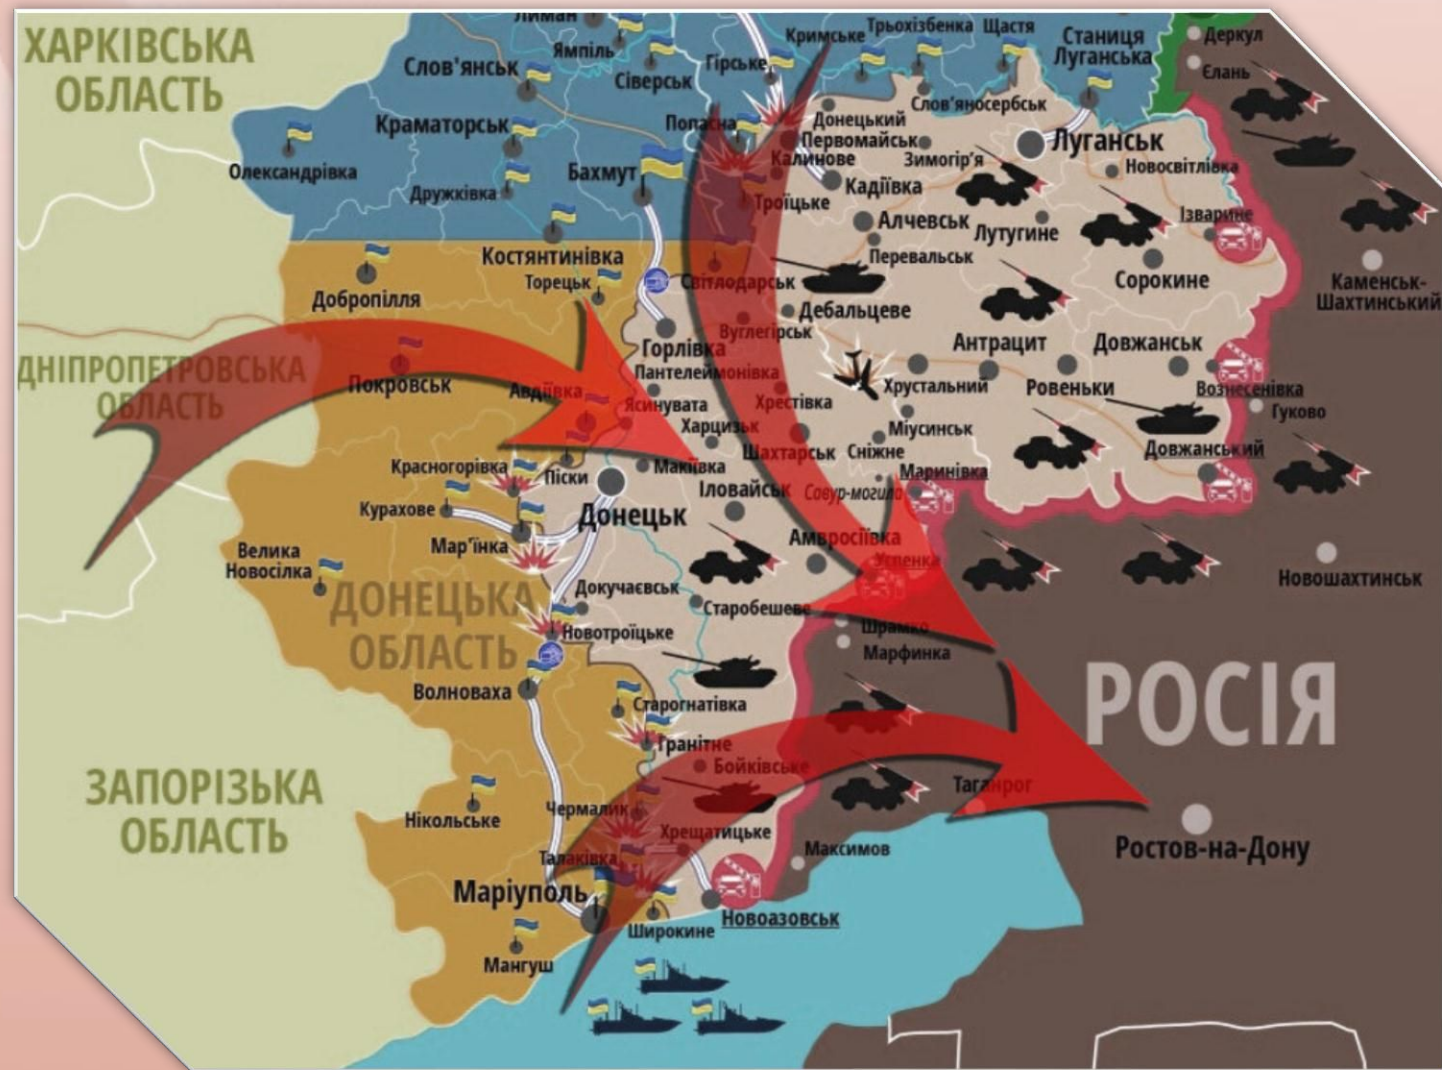 ХАРКІВСЬКА
ОБЛАСТЬ
Лиман
Ямпіль
Сіверськ
Гірське
Кримське
Трьохізбенка
Щастя
Станиця
Луганська
Деркул
Єлань
Слов'янськ
Краматорськ
Олександрівка
Дружківка
Бахмут
Попасна
Донецький
Первомайськ
Калинове
Слов'яносербськ
Зимогір'я
Луганськ
Новосвітлівка
Кадіївка
Троїцьке
Алчевськ
Лутугине
Ізварине
Перевальськ
Сорокине
Каменськ-
Шахтинський
Костянтинівка
Торецьк
Добропілля
Світлодарськ
Дебальцеве
Вуглегірськ
Горлівка
Антрацит
Довжанськ
ДНІПРОПЕТРОВСЬКА
ОБЛАСТЬ
Покровськ
Авдіївка
Пантелеймонівка
Ясинувата
Хрестівка
Хрустальний
Ровеньки
Вознесенівка
Гуково
Харцизьк
Міусинськ
Шахтарськ
Сніжне
Довжанський
Красногорівка
Піски
Макіївка
Маринівка
Іловайськ
Савур-могила
Курахове
Донецьк
Мар'їнка
Амвросіївка
Успенка
Велика
Новосілка
Новошахтинськ
ДОНЕЦЬКА
ОБЛАСТЬ
Докучаєвськ
Старобешеве
Новотроїцьке
Шрамко
Марфинка
Волноваха
РОСІЯ
Старогнатівка
Гранітне
Бойківське
Таганрог
ЗАПОРІЗЬКА
ОБЛАСТЬ
Нікольське
Чермалик
Хрещатицьке
Талаківка
Максимов
Ростов-на-Дону
Маріуполь
Новоазовськ
Широкине
Мангуш